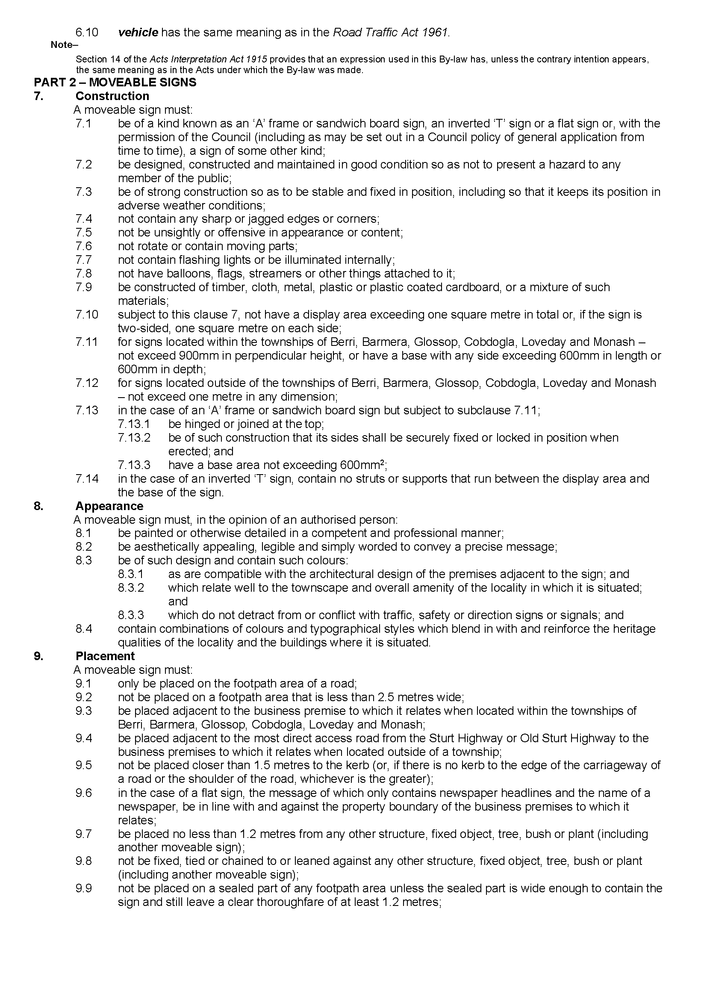 6.10 vehicle has the same meaning as in the Road Traffic Act 1961.
Note–
Section 14 of the Acts Interpretation Act 1915 provides that an expression used in this By-law has, unless the contrary intention appears,
the same meaning as in the Acts under which the By-law was made.
PART 2 – MOVEABLE SIGNS
7. Construction
A moveable sign must:
7.1 be of a kind known as an ‘A’ frame or sandwich board sign, an inverted ‘T’ sign or a flat sign or, with the
permission of the Council (including as may be set out in a Council policy of general application from
time to time), a sign of some other kind;
7.2 be designed, constructed and maintained in good condition so as not to present a hazard to any
member of the public;
7.3 be of strong construction so as to be stable and fixed in position, including so that it keeps its position in
adverse weather conditions;
7.4 not contain any sharp or jagged edges or corners;
7.5 not be unsightly or offensive in appearance or content;
7.6 not rotate or contain moving parts;
7.7 not contain flashing lights or be illuminated internally;
7.8 not have balloons, flags, streamers or other things attached to it;
7.9 be constructed of timber, cloth, metal, plastic or plastic coated cardboard, or a mixture of such
materials;
7.10 subject to this clause 7, not have a display area exceeding one square metre in total or, if the sign is
two-sided, one square metre on each side;
7.11 for signs located within the townships of Berri, Barmera, Glossop, Cobdogla, Loveday and Monash –
not exceed 900mm in perpendicular height, or have a base with any side exceeding 600mm in length or
600mm in depth;
7.12 for signs located outside of the townships of Berri, Barmera, Glossop, Cobdogla, Loveday and Monash
– not exceed one metre in any dimension;
7.13 in the case of an ‘A’ frame or sandwich board sign but subject to subclause 7.11;
7.13.1 be hinged or joined at the top;
7.13.2 be of such construction that its sides shall be securely fixed or locked in position when
erected; and
7.13.3 have a base area not exceeding 600mm²;
7.14 in the case of an inverted ‘T’ sign, contain no struts or supports that run between the display area and
the base of the sign.
8. Appearance
A moveable sign must, in the opinion of an authorised person:
8.1 be painted or otherwise detailed in a competent and professional manner;
8.2 be aesthetically appealing, legible and simply worded to convey a precise message;
8.3 be of such design and contain such colours:
8.3.1 as are compatible with the architectural design of the premises adjacent to the sign; and
8.3.2 which relate well to the townscape and overall amenity of the locality in which it is situated;
and
8.3.3 which do not detract from or conflict with traffic, safety or direction signs or signals; and
8.4 contain combinations of colours and typographical styles which blend in with and reinforce the heritage
qualities of the locality and the buildings where it is situated.
9. Placement
A moveable sign must:
9.1 only be placed on the footpath area of a road;
9.2 not be placed on a footpath area that is less than 2.5 metres wide;
9.3 be placed adjacent to the business premise to which it relates when located within the townships of
Berri, Barmera, Glossop, Cobdogla, Loveday and Monash;
9.4 be placed adjacent to the most direct access road from the Sturt Highway or Old Sturt Highway to the
business premises to which it relates when located outside of a township;
9.5 not be placed closer than 1.5 metres to the kerb (or, if there is no kerb to the edge of the carriageway of
a road or the shoulder of the road, whichever is the greater);
9.6 in the case of a flat sign, the message of which only contains newspaper headlines and the name of a
newspaper, be in line with and against the property boundary of the business premises to which it
relates;
9.7 be placed no less than 1.2 metres from any other structure, fixed object, tree, bush or plant (including
another moveable sign);
9.8 not be fixed, tied or chained to or leaned against any other structure, fixed object, tree, bush or plant
(including another moveable sign);
9.9 not be placed on a sealed part of any footpath area unless the sealed part is wide enough to contain the
sign and still leave a clear thoroughfare of at least 1.2 metres;